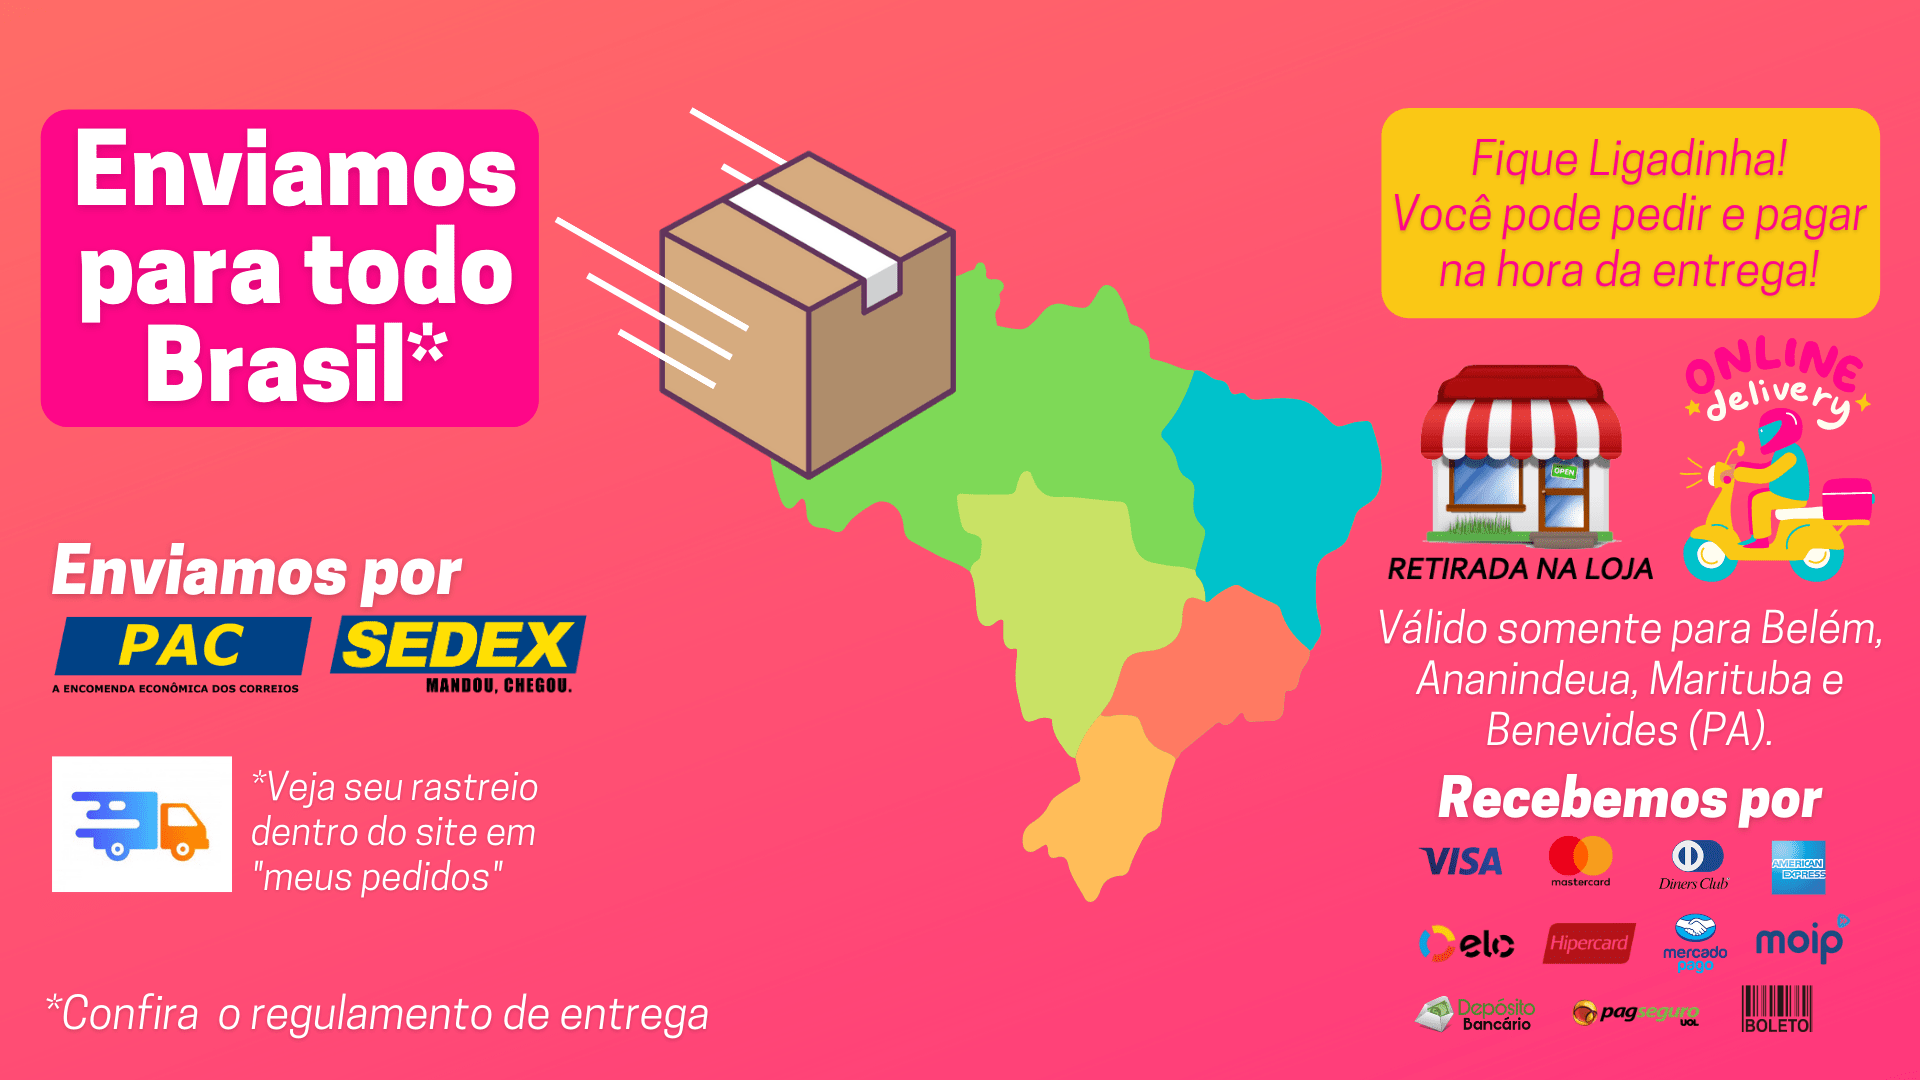 Enviamos
para todo
Brasil*
Enviamos por
PAC
A ENCOMENDA ECONÔMICA DOS CORREIOS
SEDEX
MANDOU, CHEGOU.
*Veja seu rastreio
dentro do site em
"meus pedidos"
*Confira o regulamento de entrega
Fique Ligadinha!
Você pode pedir e pagar
na hora da entrega!
OPEN
RETIRADA NA LOJA
ONLINE
delivery
Válido somente para Belém,
Ananindeua, Marituba e
Benevides (PA).
Recebemos por
VISA
mastercard
Diners Club
AMERICAN
EXPRESS
elo
Hipercard
mercado
pago
moip
Depósito
Bancário
pagseguro
UOL
BOLETO